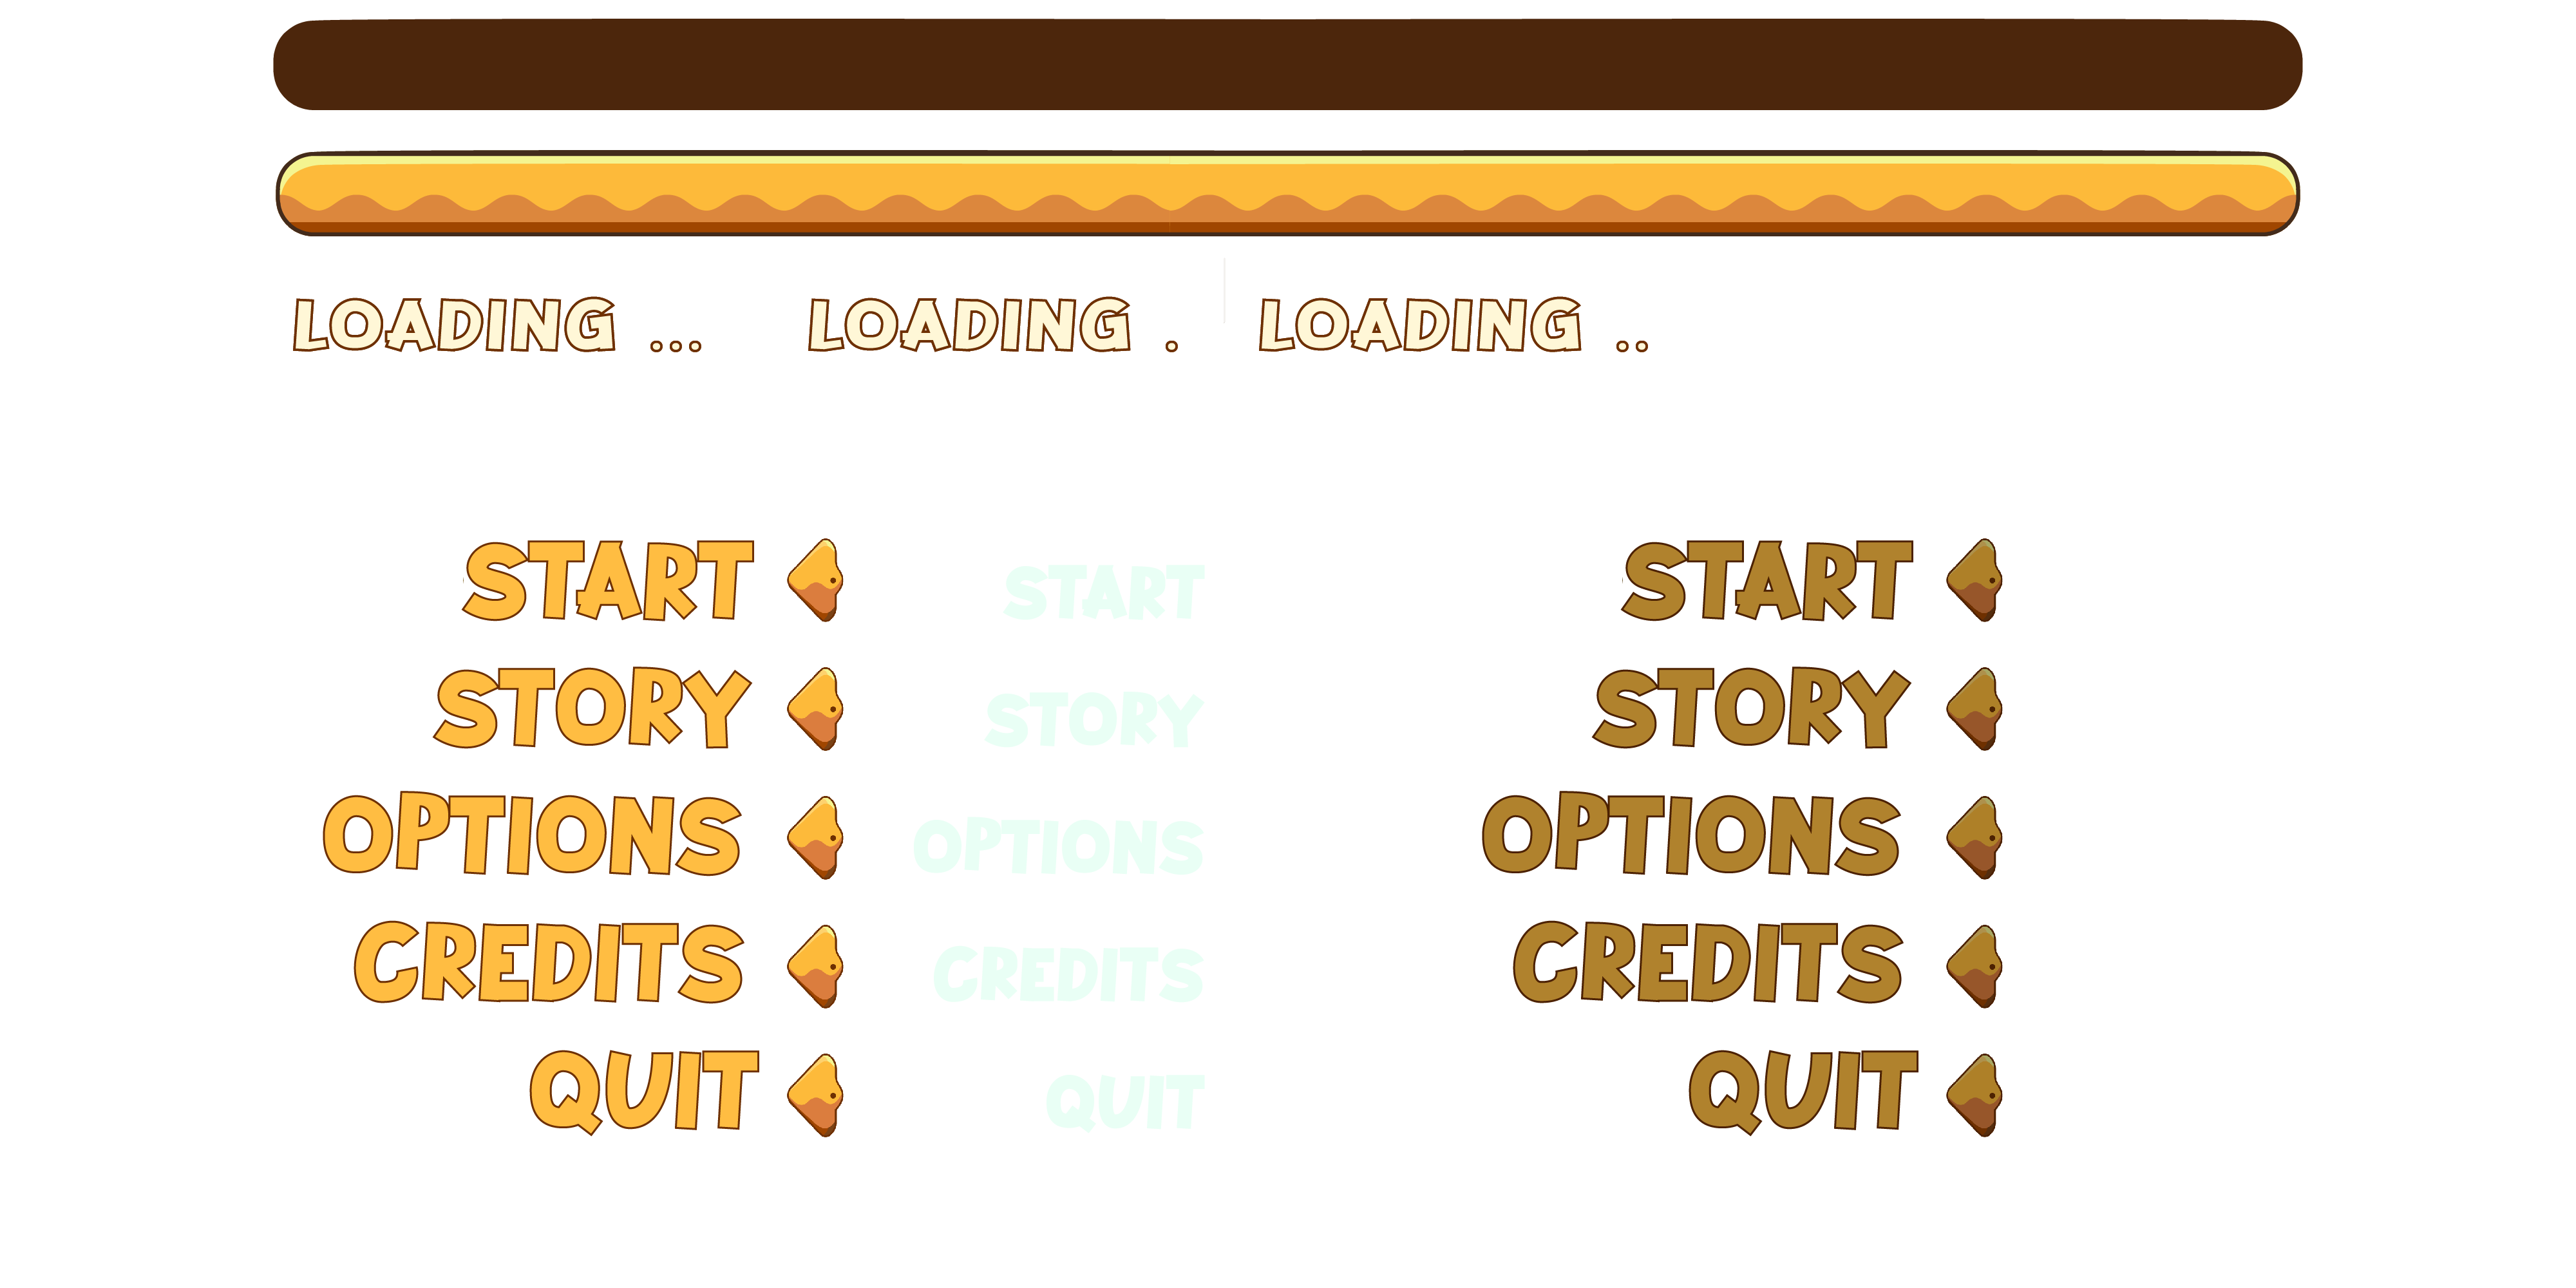 LOADING ... LOADING . LOADING ..
START START START
STORY STORY STORY
OPTIONS OPTIONS OPTIONS
CREDITS CREDITS CREDITS
QUIT QUIT QUIT